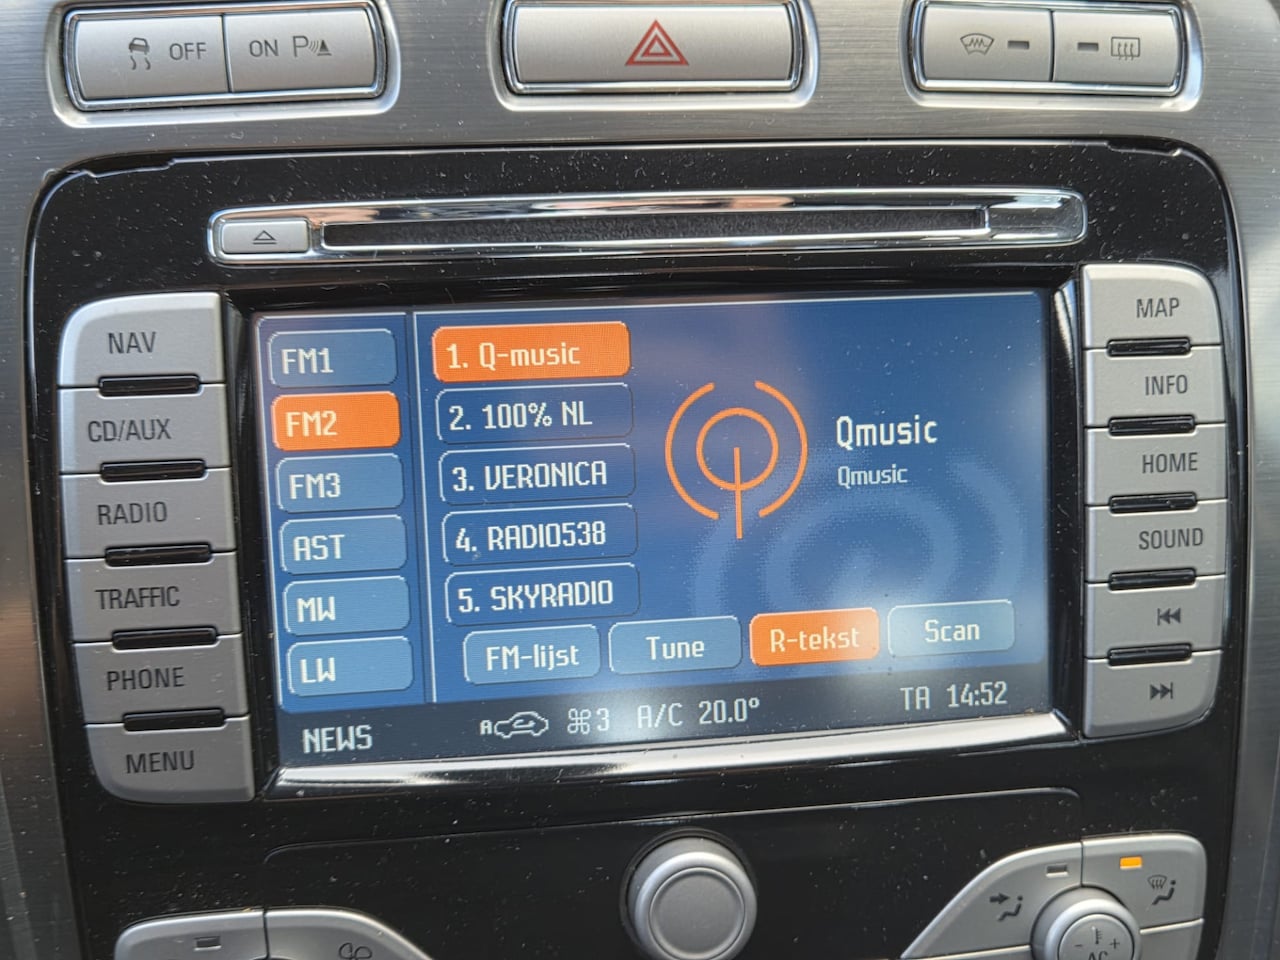 OFF ON P
NAV
CD/AUX
RADIO
TRAFFIC
PHONE
MENU
FM1
FM2
FM3
AST
MW
LW
1. Q-music
2. 100% NL
3. VERONICA
4. RADIO538
5. SKYRADIO
Qmusic
Qmusic
FM-lijst Tune R-tekst Scan
NEWS A 3 A/C 20.0° TA 14:52
MAP
INFO
HOME
SOUND
- +
AC